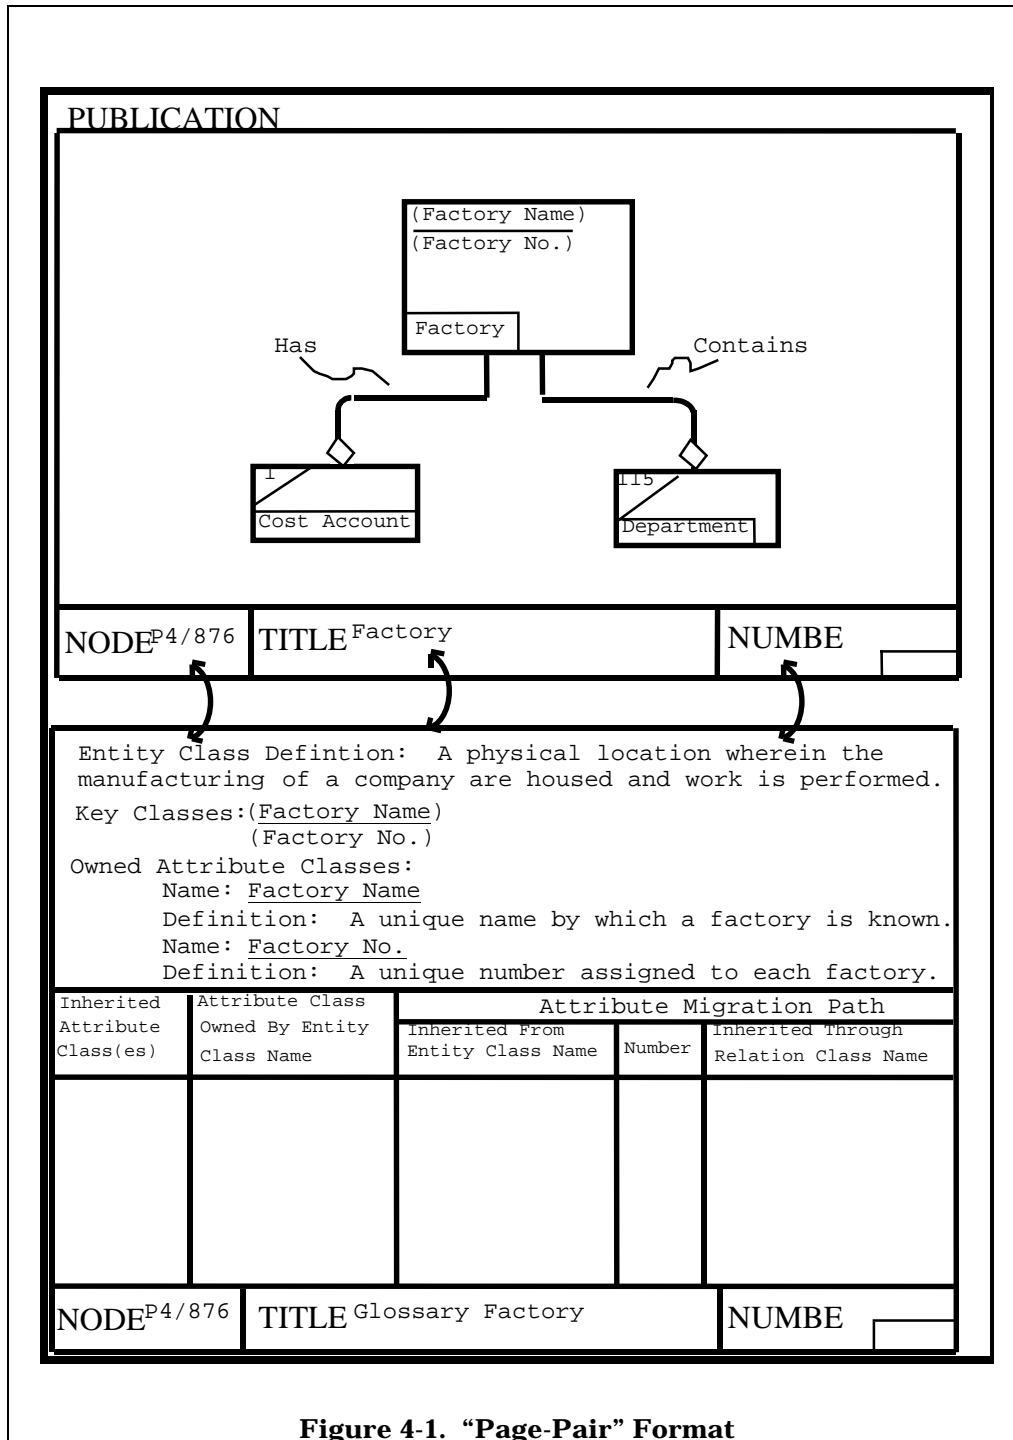 PUBLICATION
(Factory Name)
(Factory No.)
Factory
Has
Contains
1
Cost Account
115
Department
NODE P4/876
TITLE Factory
NUMBE
Entity Class Defintion: A physical location wherein the
manufacturing of a company are housed and work is performed.
Key Classes:(Factory Name)
(Factory No.)
Owned Attribute Classes:
Name: Factory Name
Definition: A unique name by which a factory is known.
Name: Factory No.
Definition: A unique number assigned to each factory.
Inherited
Attribute
Class(es)
Attribute Class
Owned By Entity
Class Name
Attribute Migration Path
Inherited From
Entity Class Name
Number
Inherited Through
Relation Class Name
NODE P4/876
TITLE Glossary Factory
NUMBE
Figure 4-1. “Page-Pair” Format